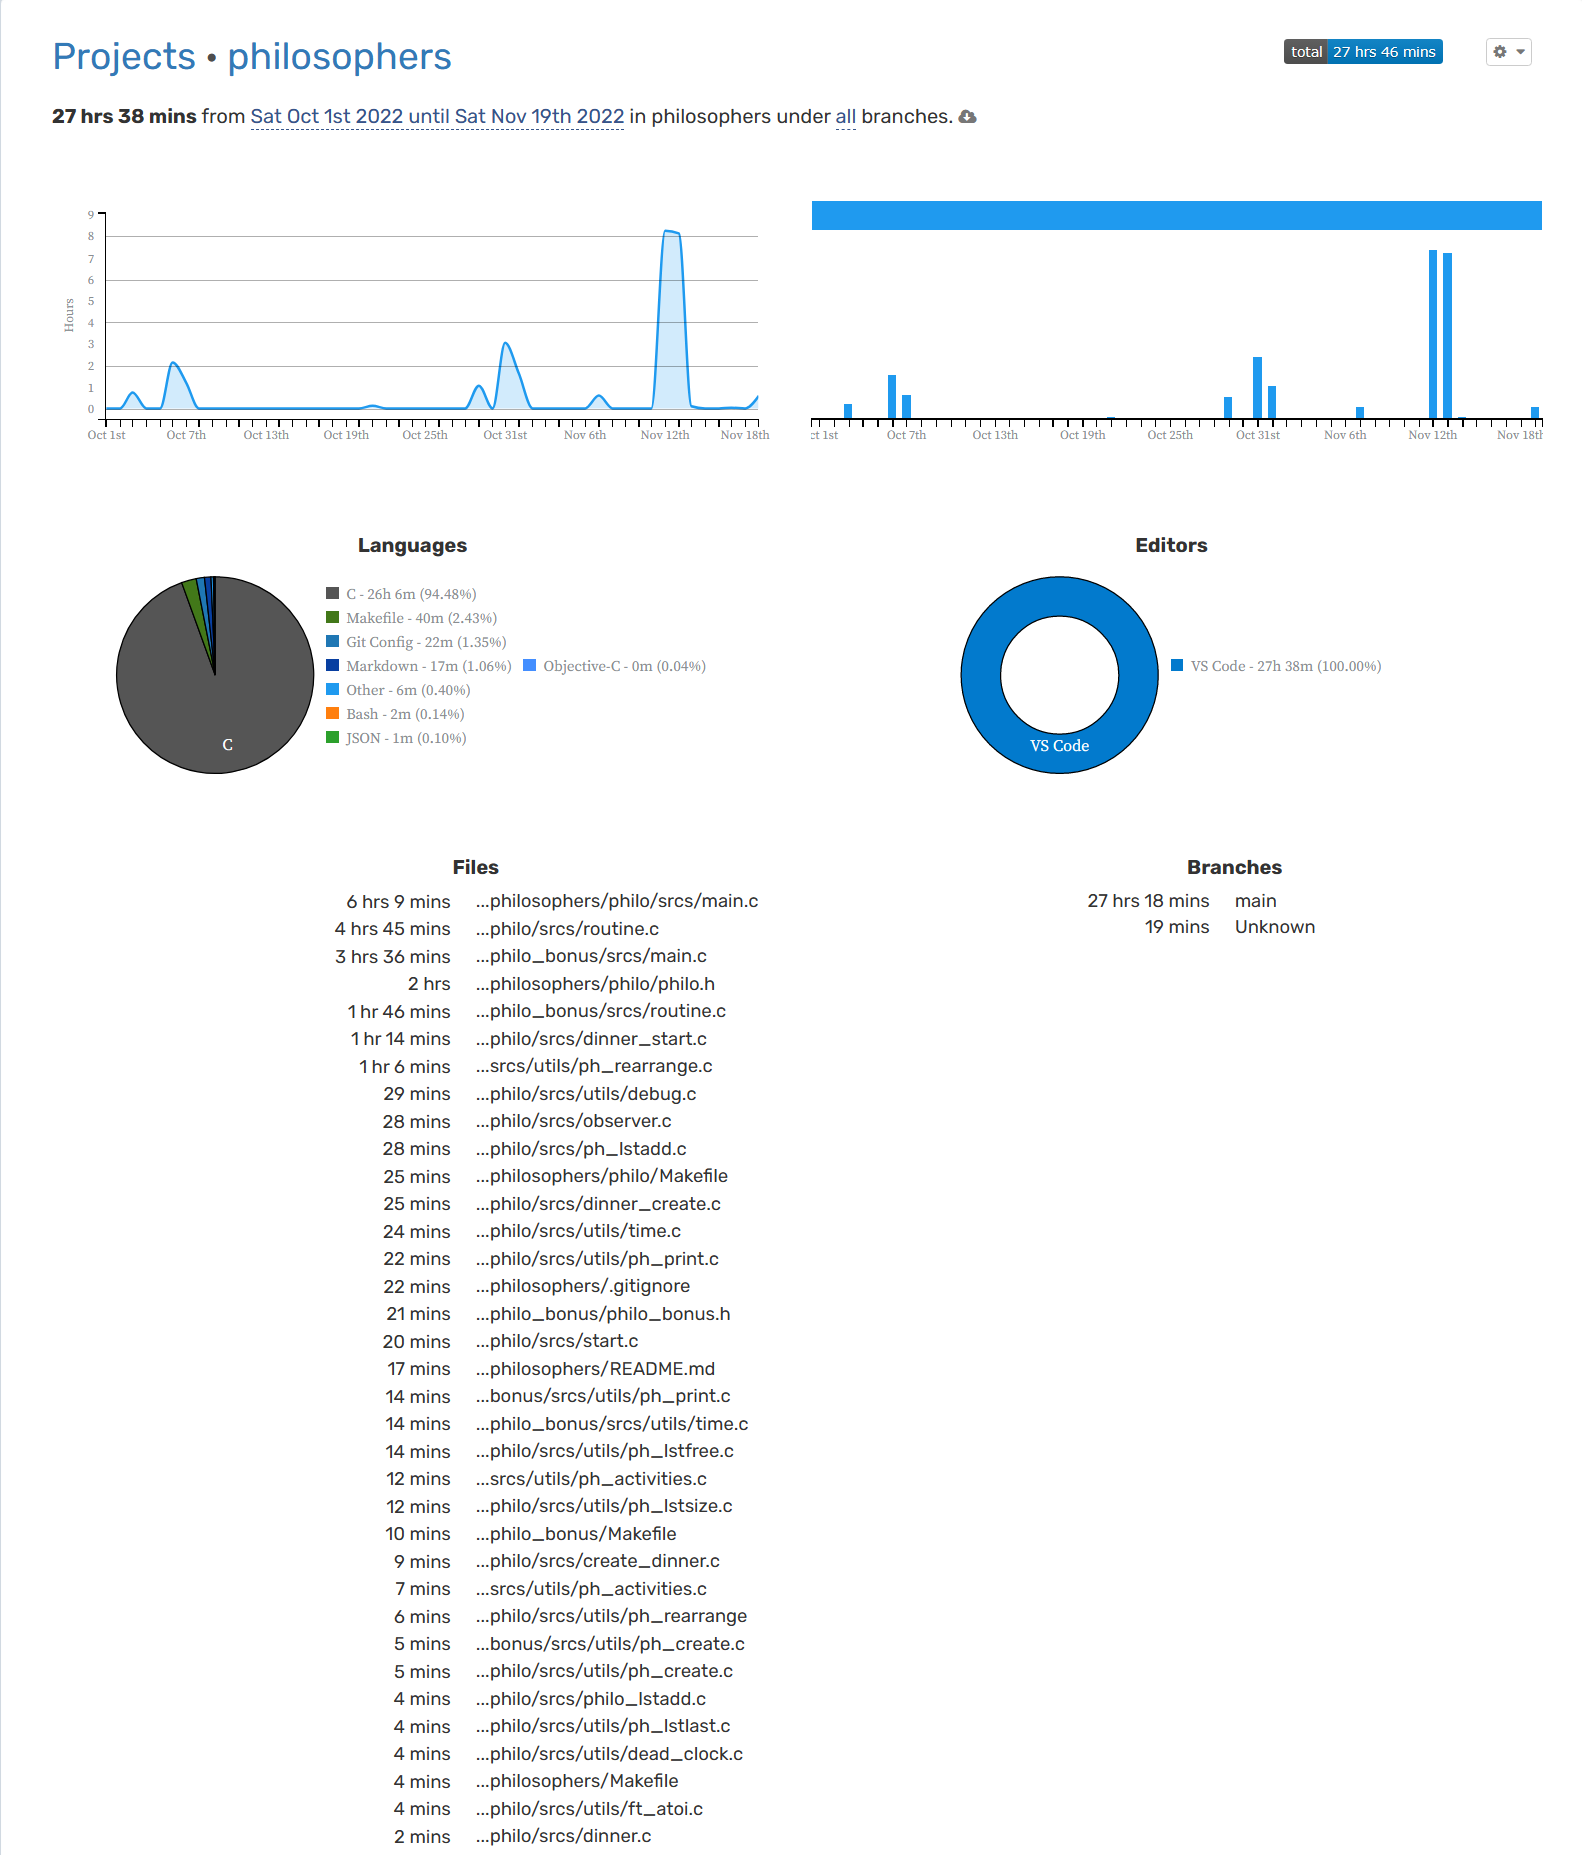 Projects • philosophers
total 27 hrs 46 mins
27 hrs 38 mins from Sat Oct 1st 2022 until Sat Nov 19th 2022 in philosophers under all branches.
Hours
9
8
7
6
5
4
3
2
1
0
Oct 1st Oct 7th Oct 13th Oct 19th Oct 25th Oct 31st Nov 6th Nov 12th Nov 18th
ct 1st Oct 7th Oct 13th Oct 19th Oct 25th Oct 31st Nov 6th Nov 12th Nov 18th
Languages
C - 26h 6m (94.48%)
Makefile - 40m (2.43%)
Git Config - 22m (1.35%)
Markdown - 17m (1.06%) Objective-C - 0m (0.04%)
Other - 6m (0.40%)
Bash - 2m (0.14%)
JSON - 1m (0.10%)
C
Editors
VS Code - 27h 38m (100.00%)
VS Code
Files
6 hrs 9 mins ...philosophers/philo/srcs/main.c
4 hrs 45 mins ...philo/srcs/routine.c
3 hrs 36 mins ...philo_bonus/srcs/main.c
2 hrs ...philosophers/philo/philo.h
1 hr 46 mins ...philo_bonus/srcs/routine.c
1 hr 14 mins ...philo/srcs/dinner_start.c
1 hr 6 mins ...srcs/utils/ph_rearrange.c
29 mins ...philo/srcs/utils/debug.c
28 mins ...philo/srcs/observer.c
28 mins ...philo/srcs/ph_lstadd.c
25 mins ...philosophers/philo/Makefile
25 mins ...philo/srcs/dinner_create.c
24 mins ...philo/srcs/utils/time.c
22 mins ...philo/srcs/utils/ph_print.c
22 mins ...philosophers/.gitignore
21 mins ...philo_bonus/philo_bonus.h
20 mins ...philo/srcs/start.c
17 mins ...philosophers/README.md
14 mins ...bonus/srcs/utils/ph_print.c
14 mins ...philo_bonus/srcs/utils/time.c
14 mins ...philo/srcs/utils/ph_lstfree.c
12 mins ...srcs/utils/ph_activities.c
12 mins ...philo/srcs/utils/ph_lstsize.c
10 mins ...philo_bonus/Makefile
9 mins ...philo/srcs/create_dinner.c
7 mins ...srcs/utils/ph_activities.c
6 mins ...philo/srcs/utils/ph_rearrange
5 mins ...bonus/srcs/utils/ph_create.c
5 mins ...philo/srcs/utils/ph_create.c
4 mins ...philo/srcs/philo_lstadd.c
4 mins ...philo/srcs/utils/ph_lstlast.c
4 mins ...philo/srcs/utils/dead_clock.c
4 mins ...philosophers/Makefile
4 mins ...philo/srcs/utils/ft_atoi.c
2 mins ...philo/srcs/dinner.c
Branches
27 hrs 18 mins main
19 mins Unknown